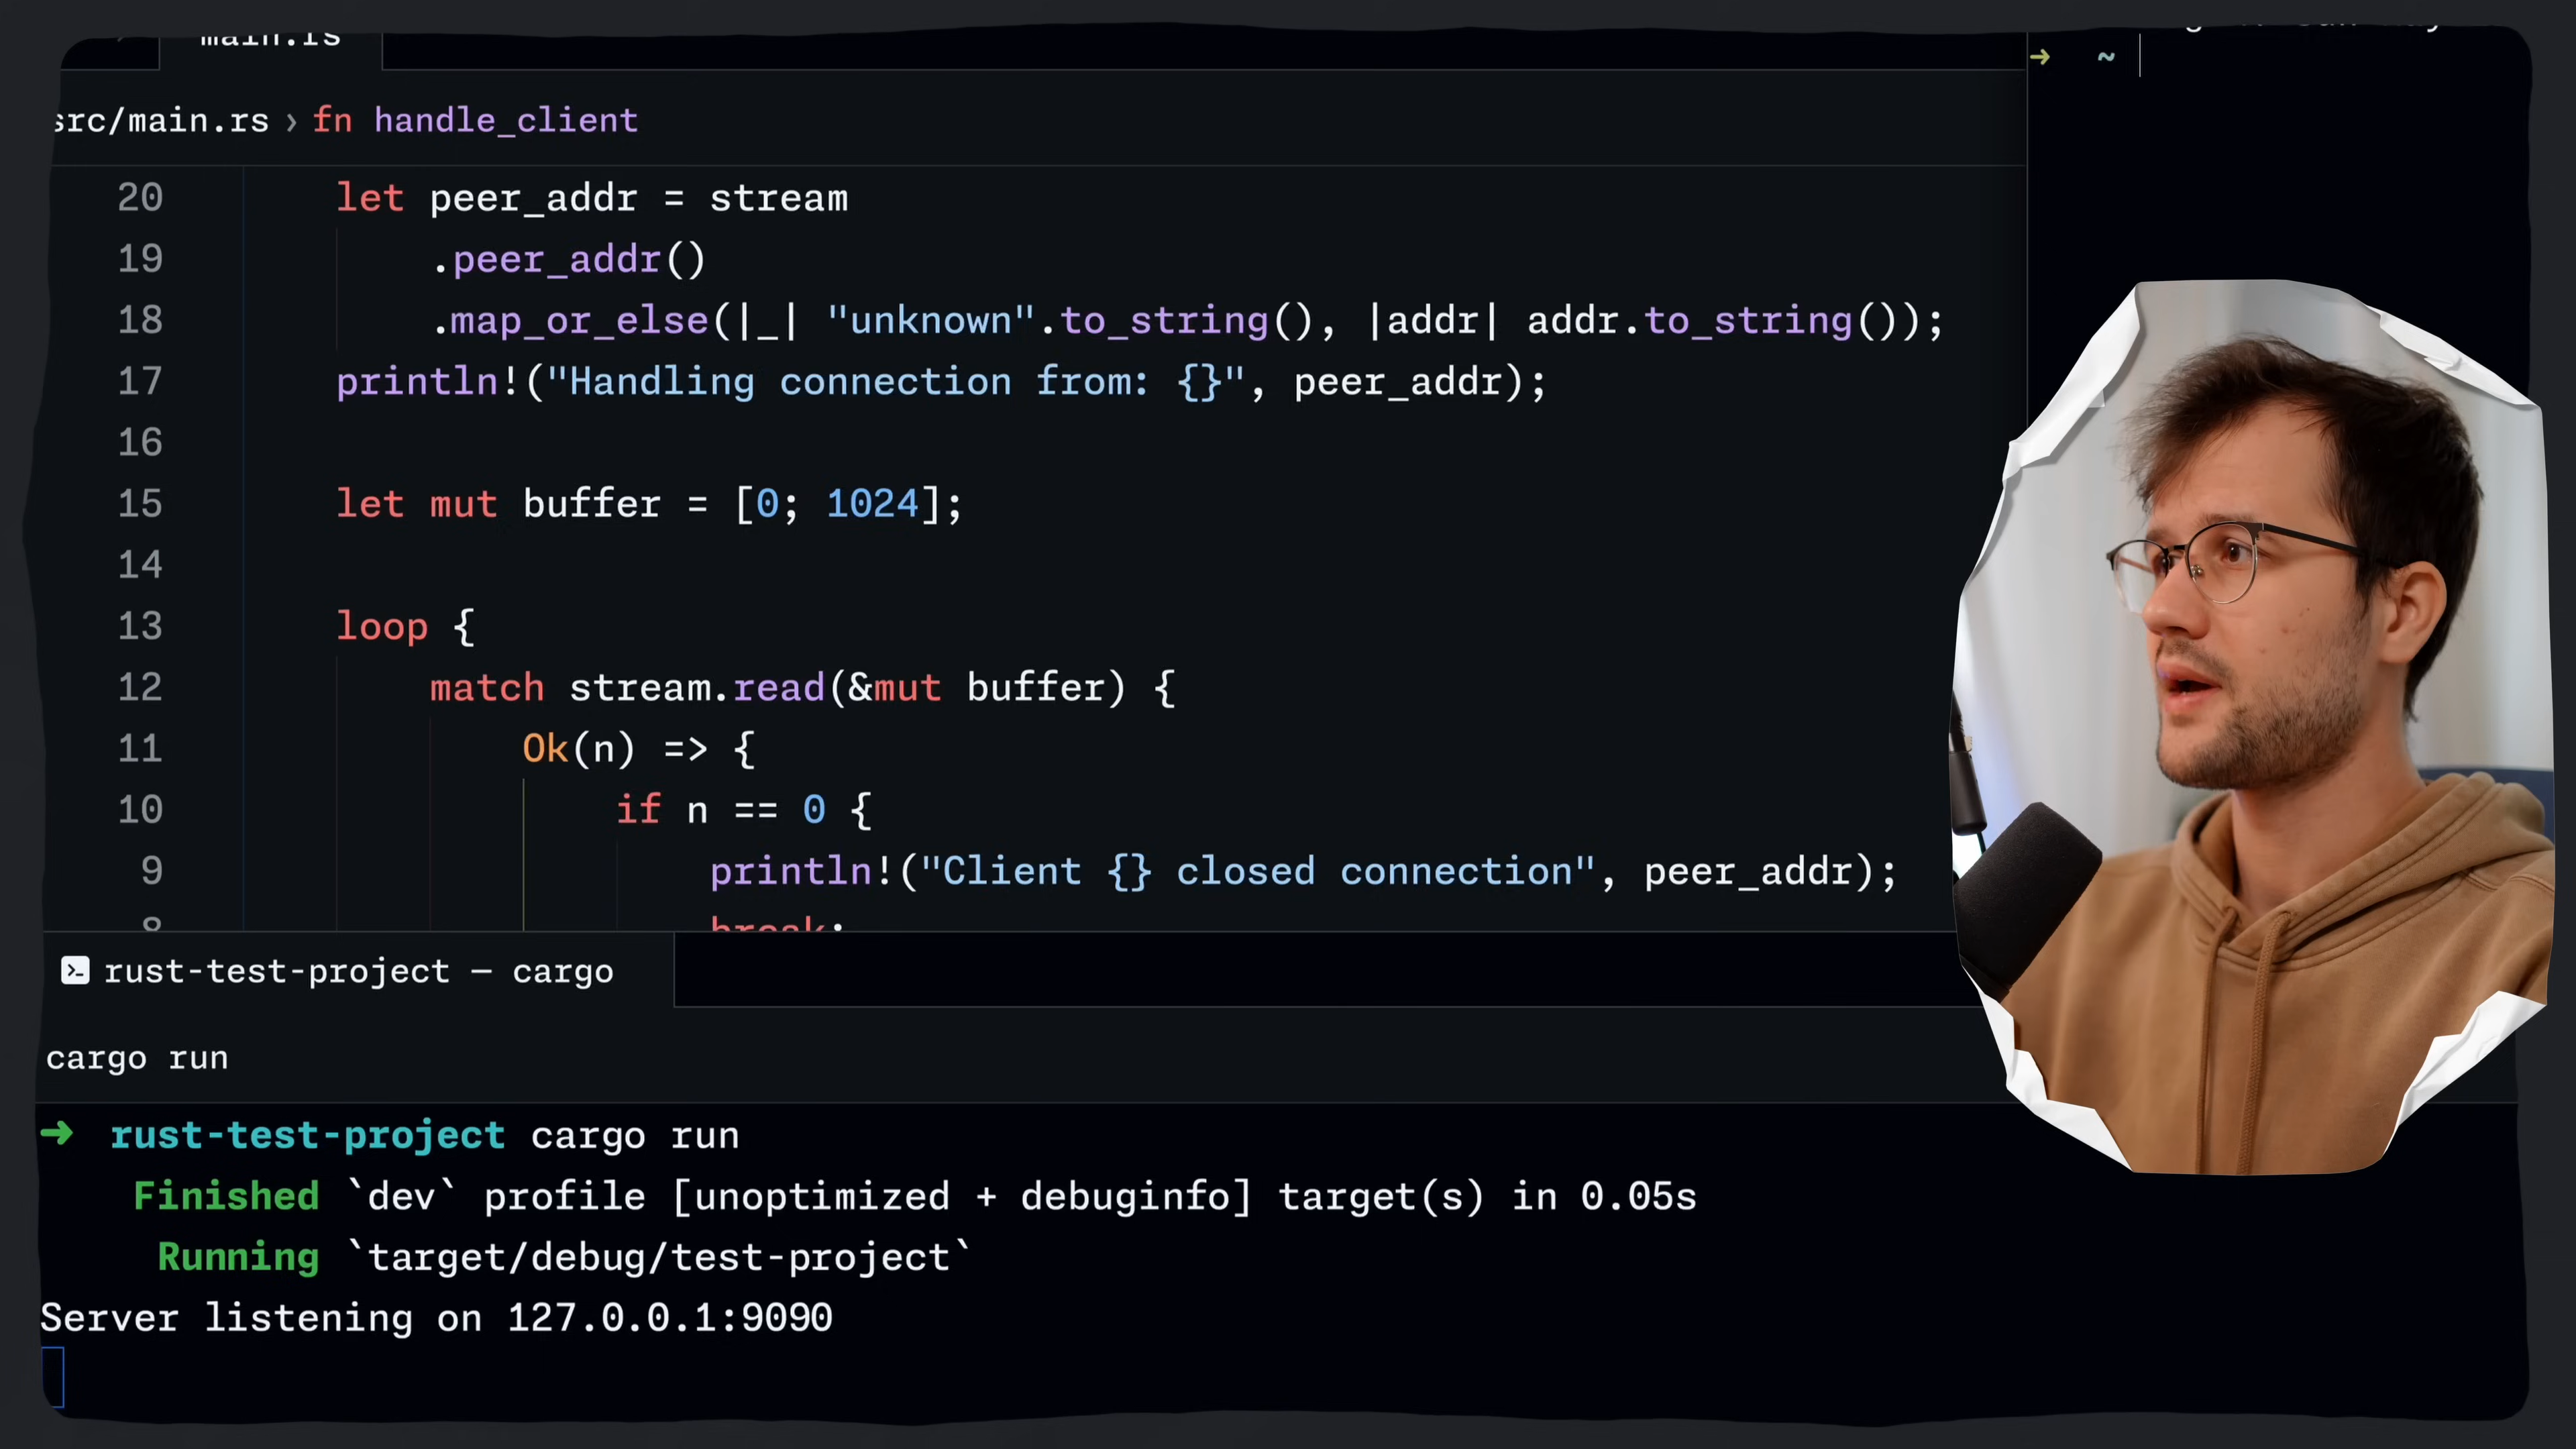 main.rs
➜ ~
src/main.rs › fn handle_client
20 let peer_addr = stream
19 .peer_addr()
18 .map_or_else(|_| "unknown".to_string(), |addr| addr.to_string());
17 println!("Handling connection from: {}", peer_addr);
16
15 let mut buffer = [0; 1024];
14
13 loop {
12 match stream.read(&mut buffer) {
11 Ok(n) => {
10 if n == 0 {
9 println!("Client {} closed connection", peer_addr);
8 break;
rust-test-project — cargo
cargo run
➜ rust-test-project cargo run
Finished `dev` profile [unoptimized + debuginfo] target(s) in 0.05s
Running `target/debug/test-project`
Server listening on 127.0.0.1:9090